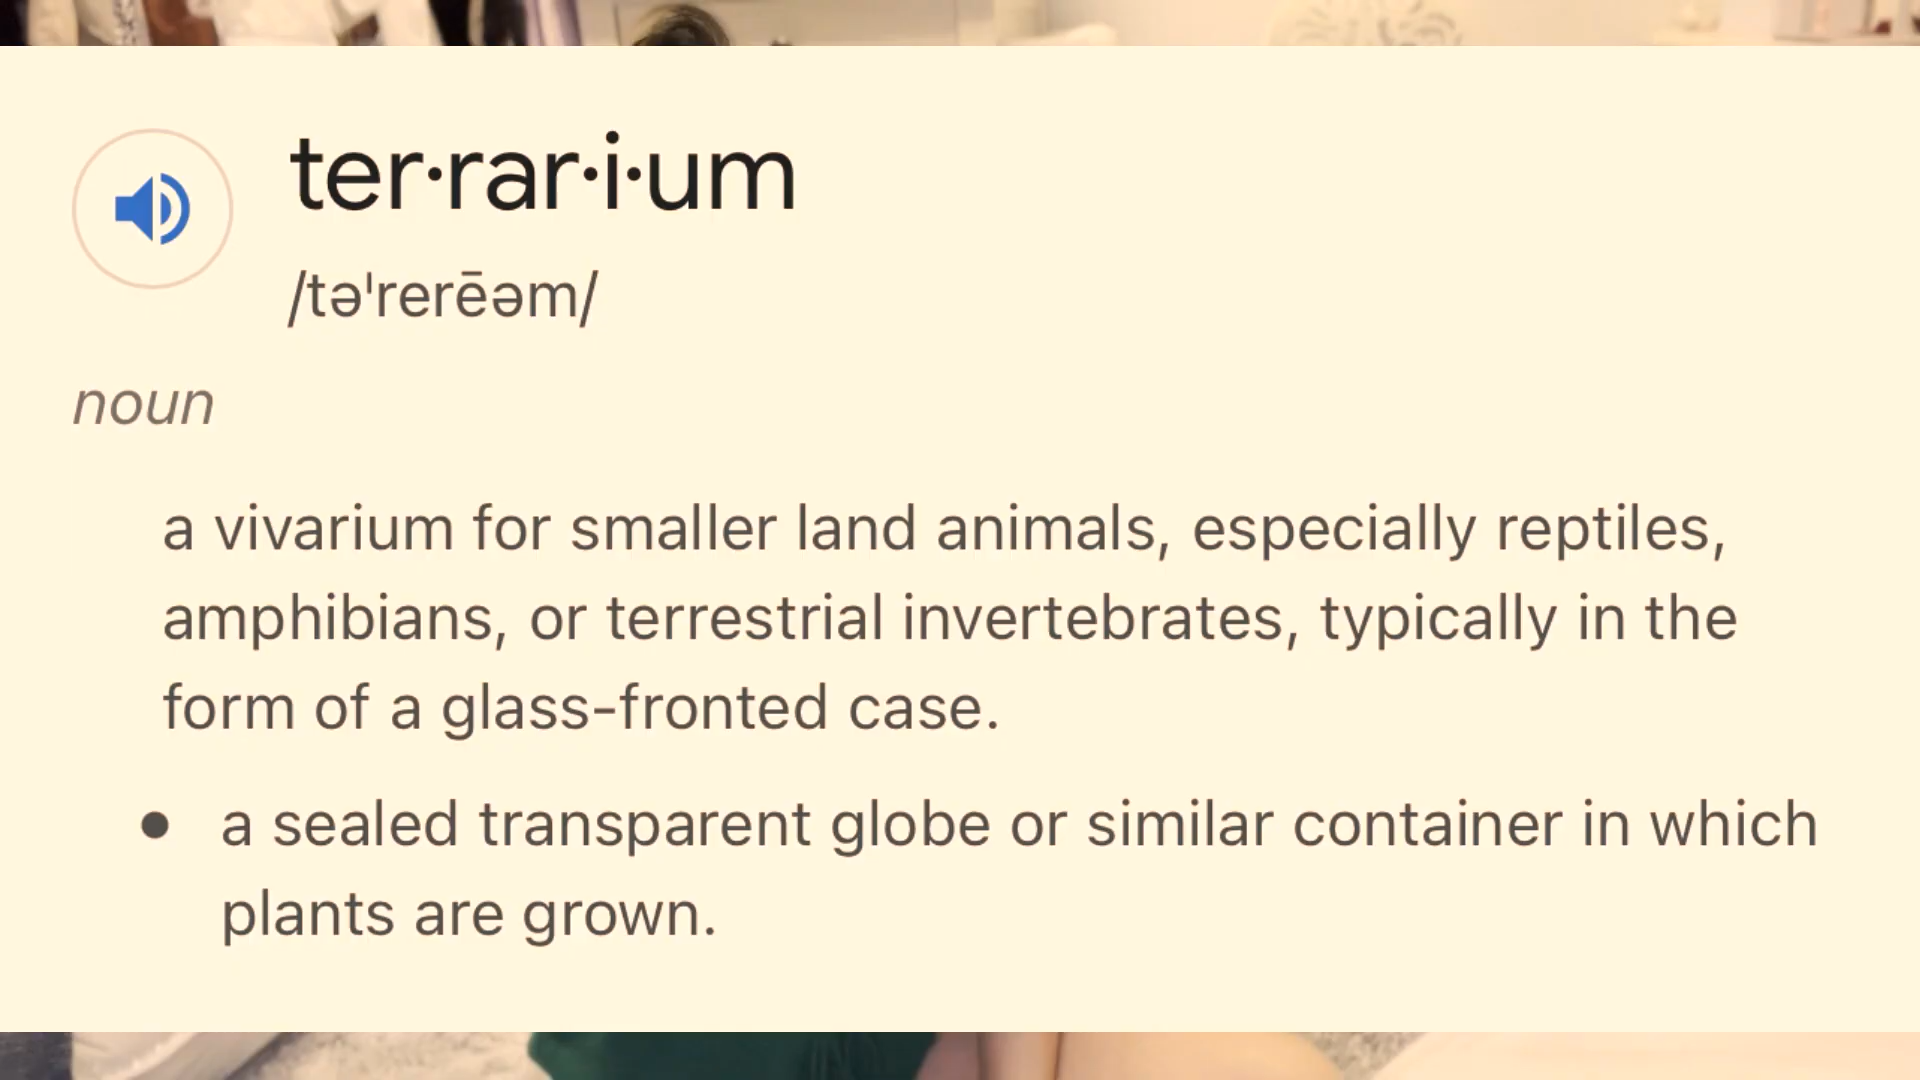 ter·rar·i·um
/təˈrerēəm/
noun
a vivarium for smaller land animals, especially reptiles,
amphibians, or terrestrial invertebrates, typically in the
form of a glass-fronted case.
● a sealed transparent globe or similar container in which
plants are grown.